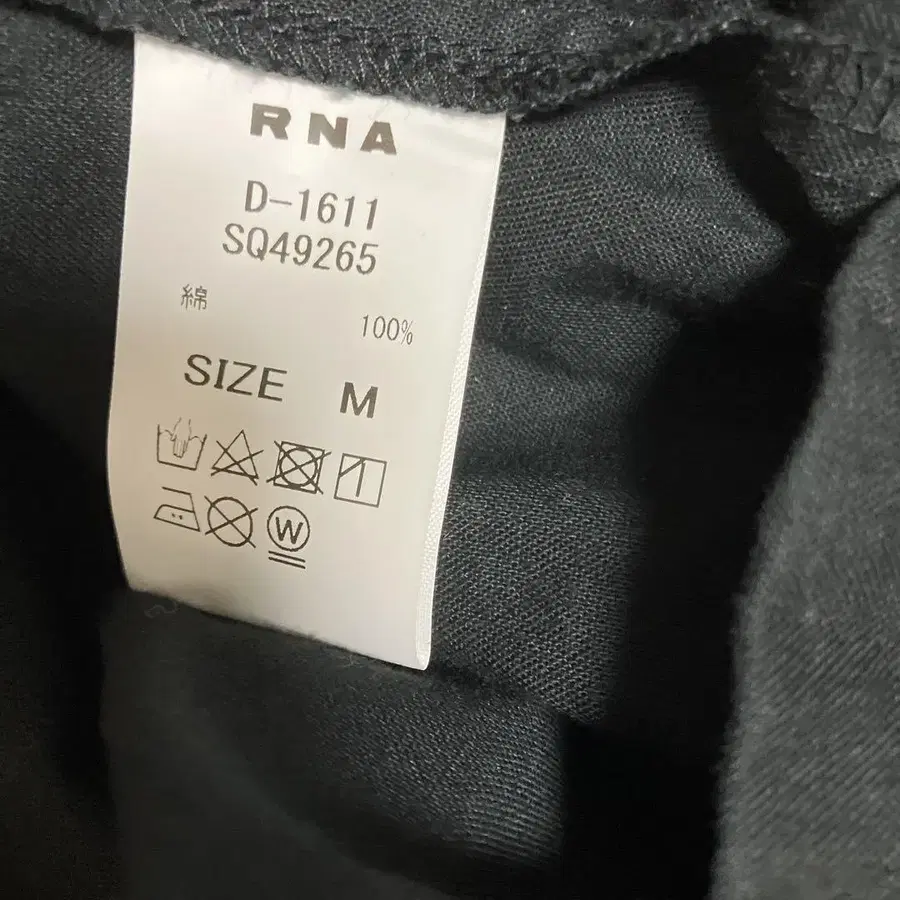 RNA
D-1611
SQ49265
綿
100%
SIZE M
W